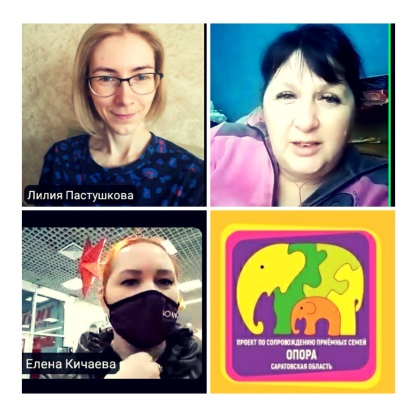 Лилия Пастушкова
Елена Кичаева
ПРОЕКТ ПО СОПРОВОЖДЕНИЮ ПРИЁМНЫХ СЕМЕЙ
ОПОРА
САРАТОВСКАЯ ОБЛАСТЬ